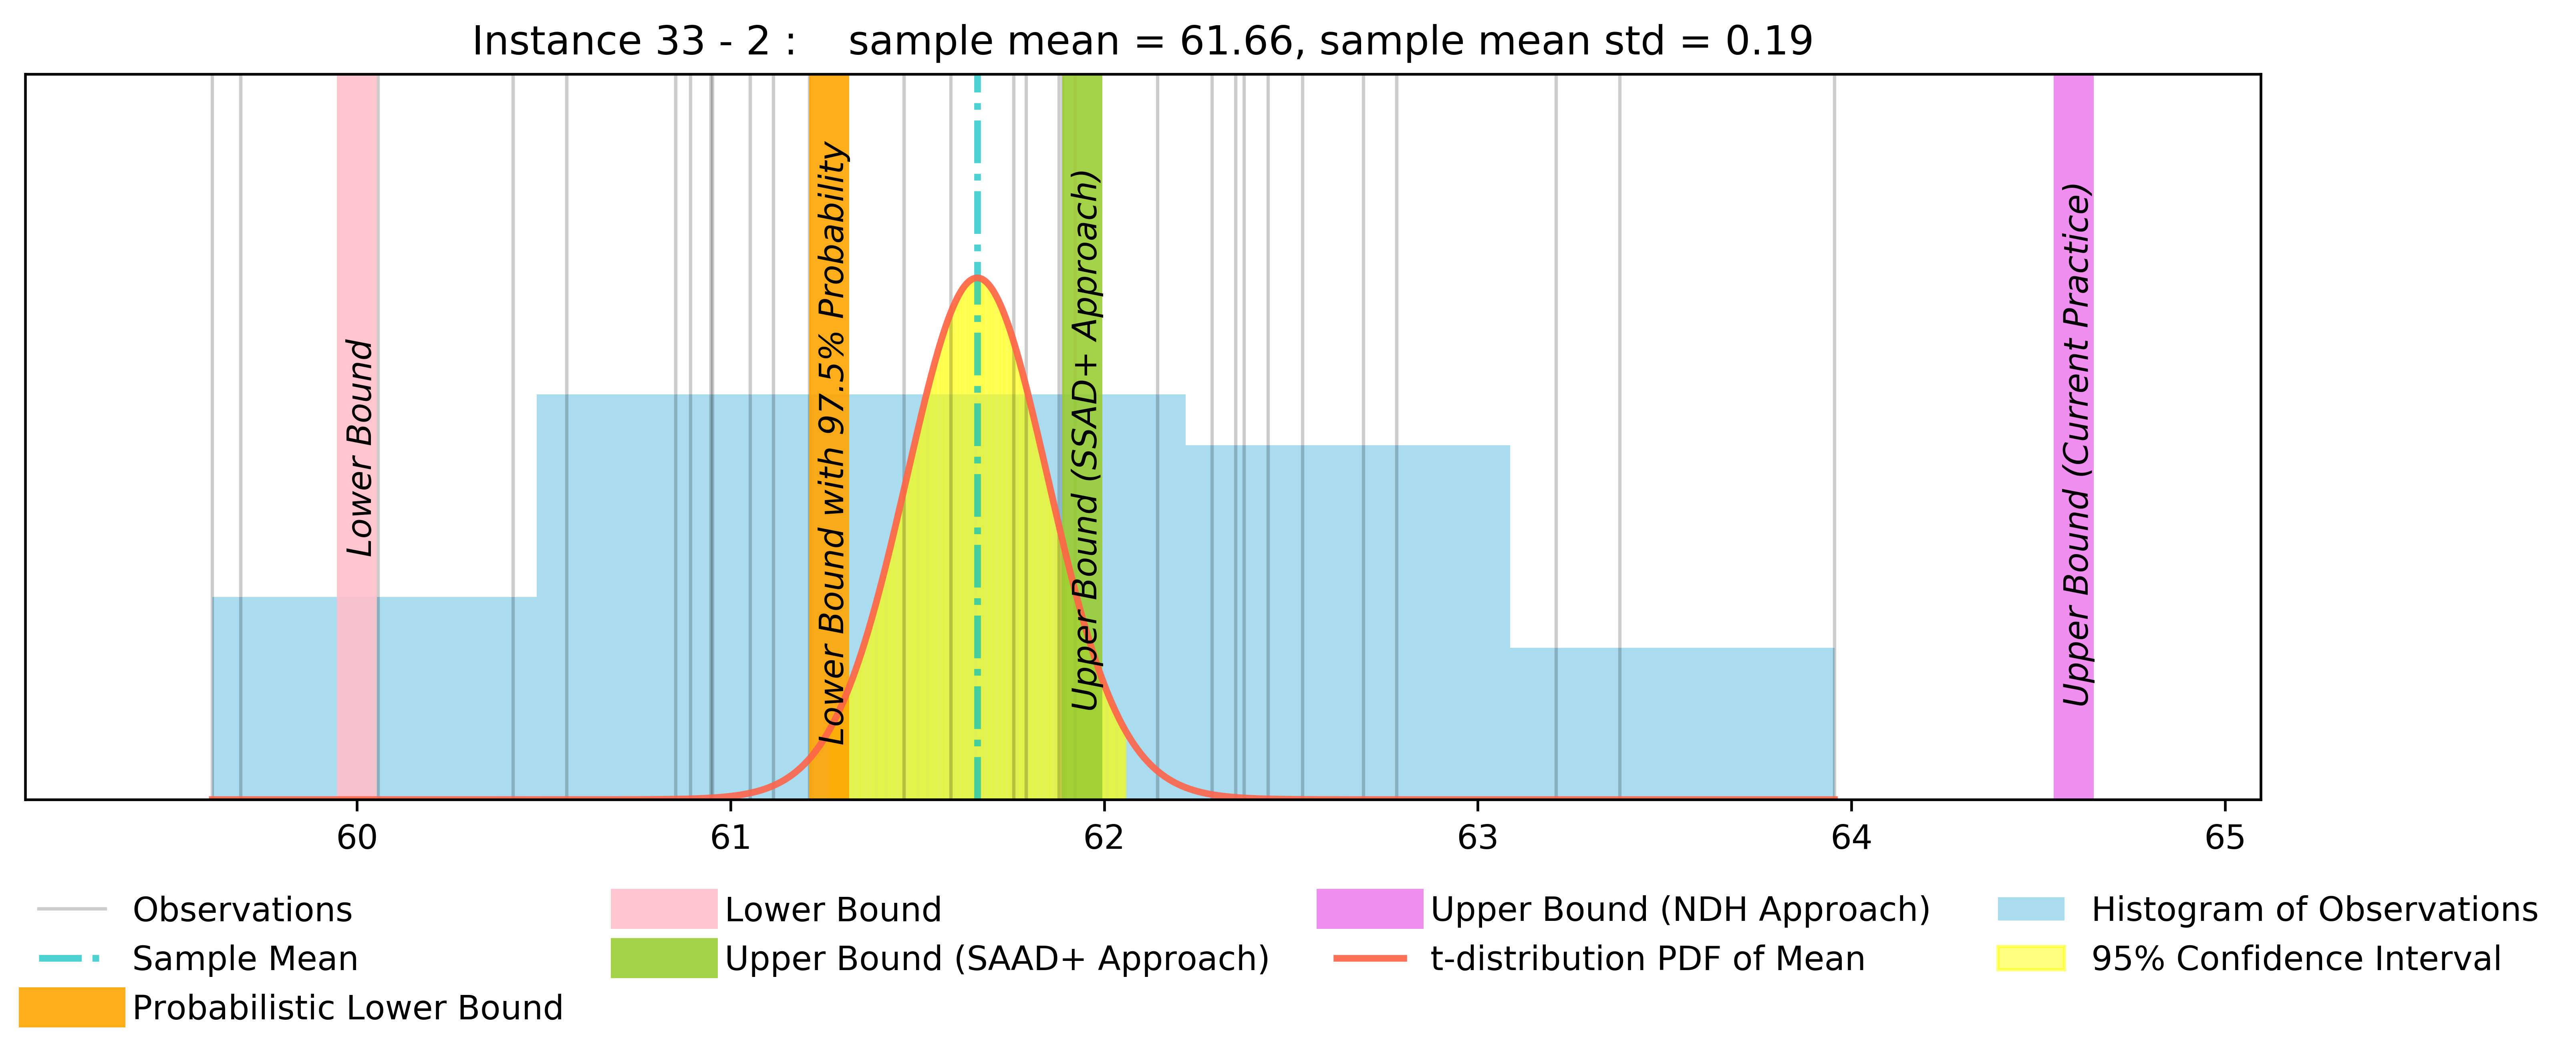 Instance 33 - 2 :    sample mean = 61.66, sample mean std = 0.19
Lower Bound
Lower Bound with 97.5% Probability
Upper Bound (SSAD+ Approach)
Upper Bound (Current Practice)
60
61
62
63
64
65
Observations
Sample Mean
Probabilistic Lower Bound
Lower Bound
Upper Bound (SAAD+ Approach)
Upper Bound (NDH Approach)
t-distribution PDF of Mean
Histogram of Observations
95% Confidence Interval